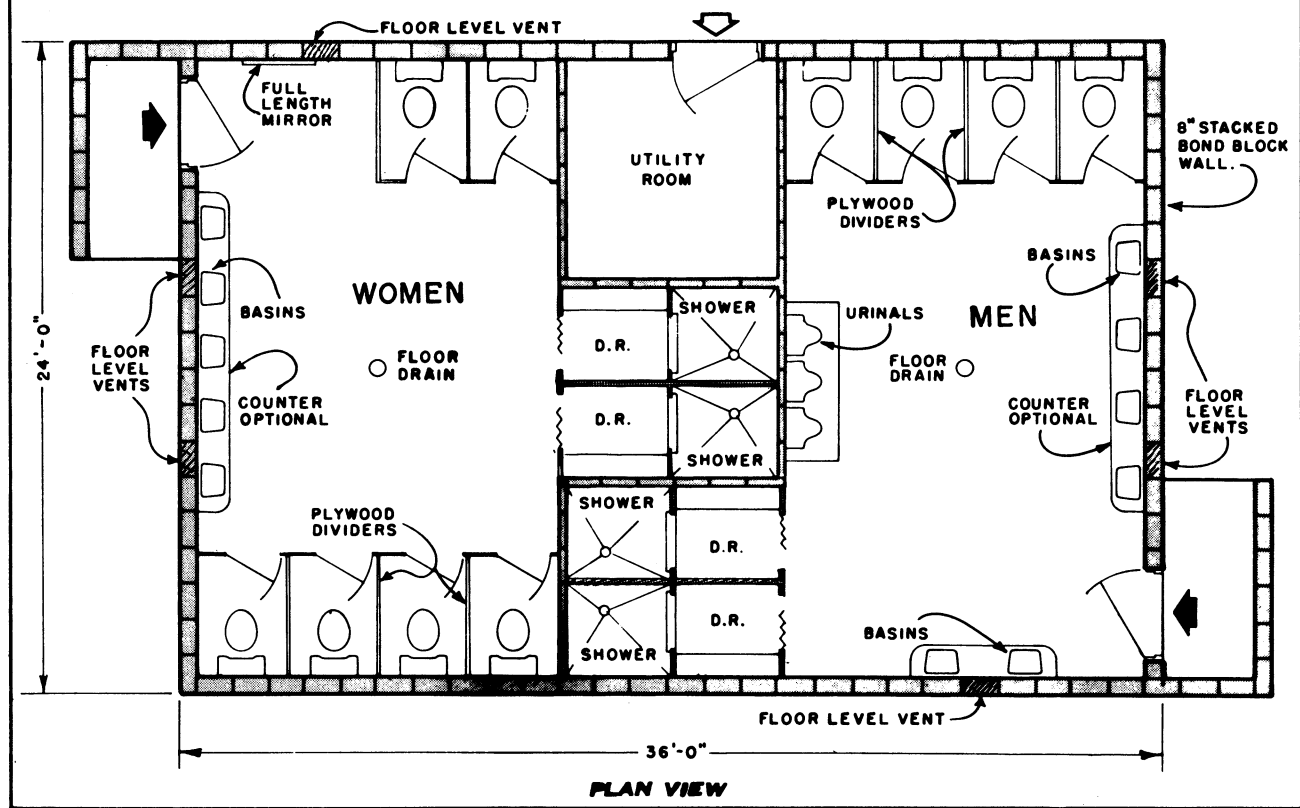 FLOOR LEVEL VENT
FULL
LENGTH
MIRROR
UTILITY
ROOM
8" STACKED
BOND BLOCK
WALL.
PLYWOOD
DIVIDERS
WOMEN
BASINS
SHOWER
URINALS
MEN
BASINS
24'-0"
FLOOR
LEVEL
VENTS
D.R.
FLOOR
DRAIN
FLOOR
DRAIN
COUNTER
OPTIONAL
D.R.
SHOWER
COUNTER
OPTIONAL
FLOOR
LEVEL
VENTS
PLYWOOD
DIVIDERS
SHOWER
D.R.
D.R.
SHOWER
BASINS
FLOOR LEVEL VENT
36'-0"
PLAN VIEW